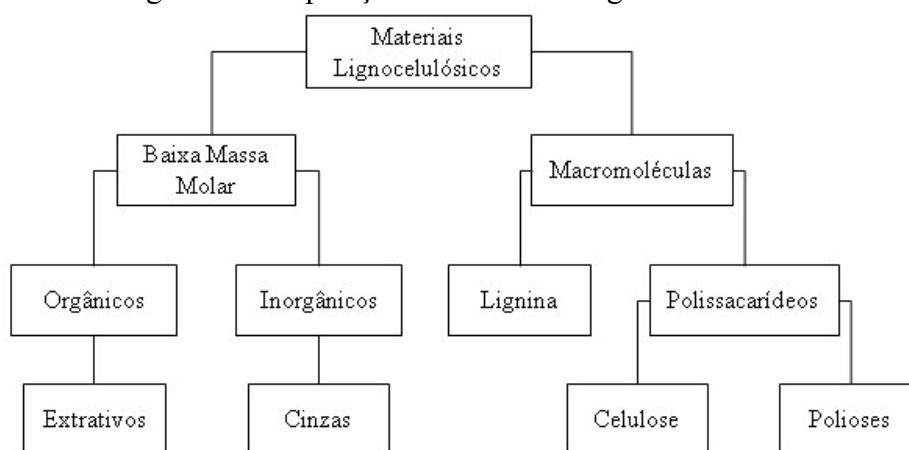 Materiais
Lignocelulósicos
Baixa Massa
Molar
Macromoléculas
Orgânicos
Inorgânicos
Lignina
Polissacarídeos
Extrativos
Cinzas
Celulose
Polioses